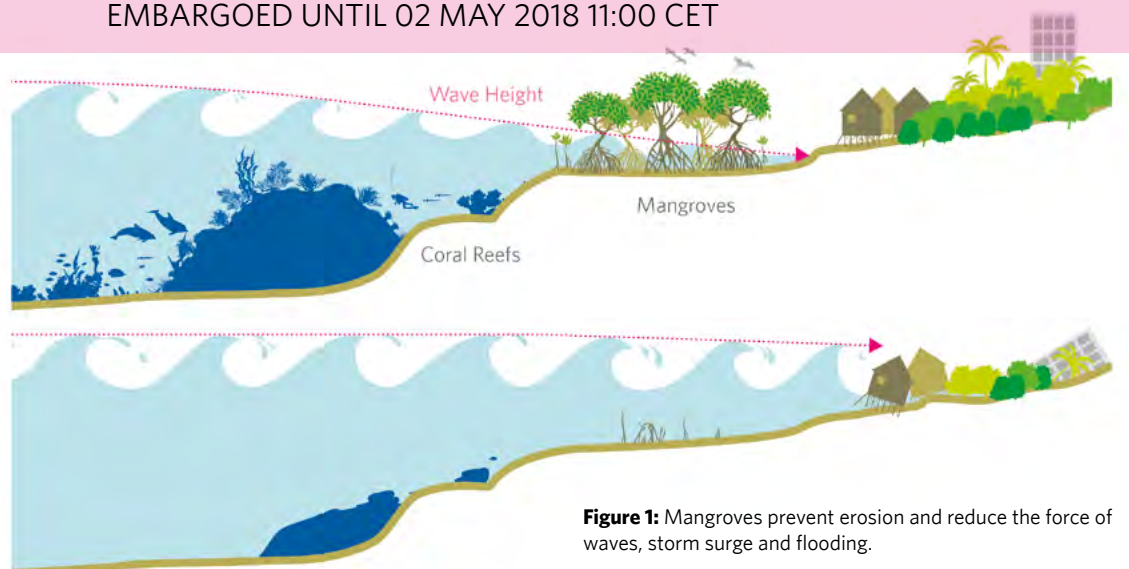 EMBARGOED UNTIL 02 MAY 2018 11:00 CET
Wave Height
Mangroves
Coral Reefs
Figure 1: Mangroves prevent erosion and reduce the force of
waves, storm surge and flooding.